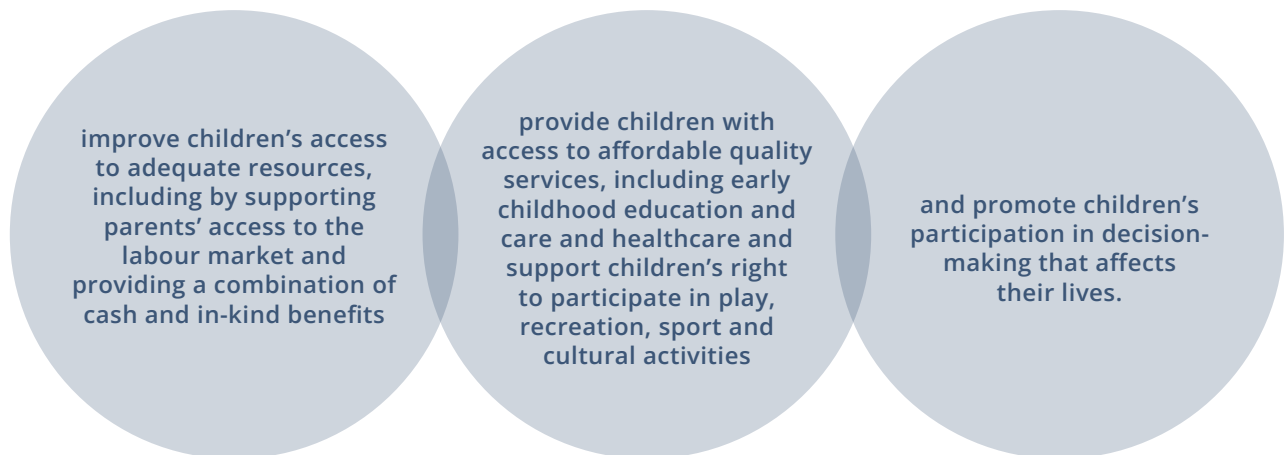 improve children’s access
to adequate resources,
including by supporting
parents’ access to the
labour market and
providing a combination of
cash and in-kind benefits
provide children with
access to affordable quality
services, including early
childhood education and
care and healthcare and
support children’s right
to participate in play,
recreation, sport and
cultural activities
and promote children’s
participation in decision-
making that affects
their lives.